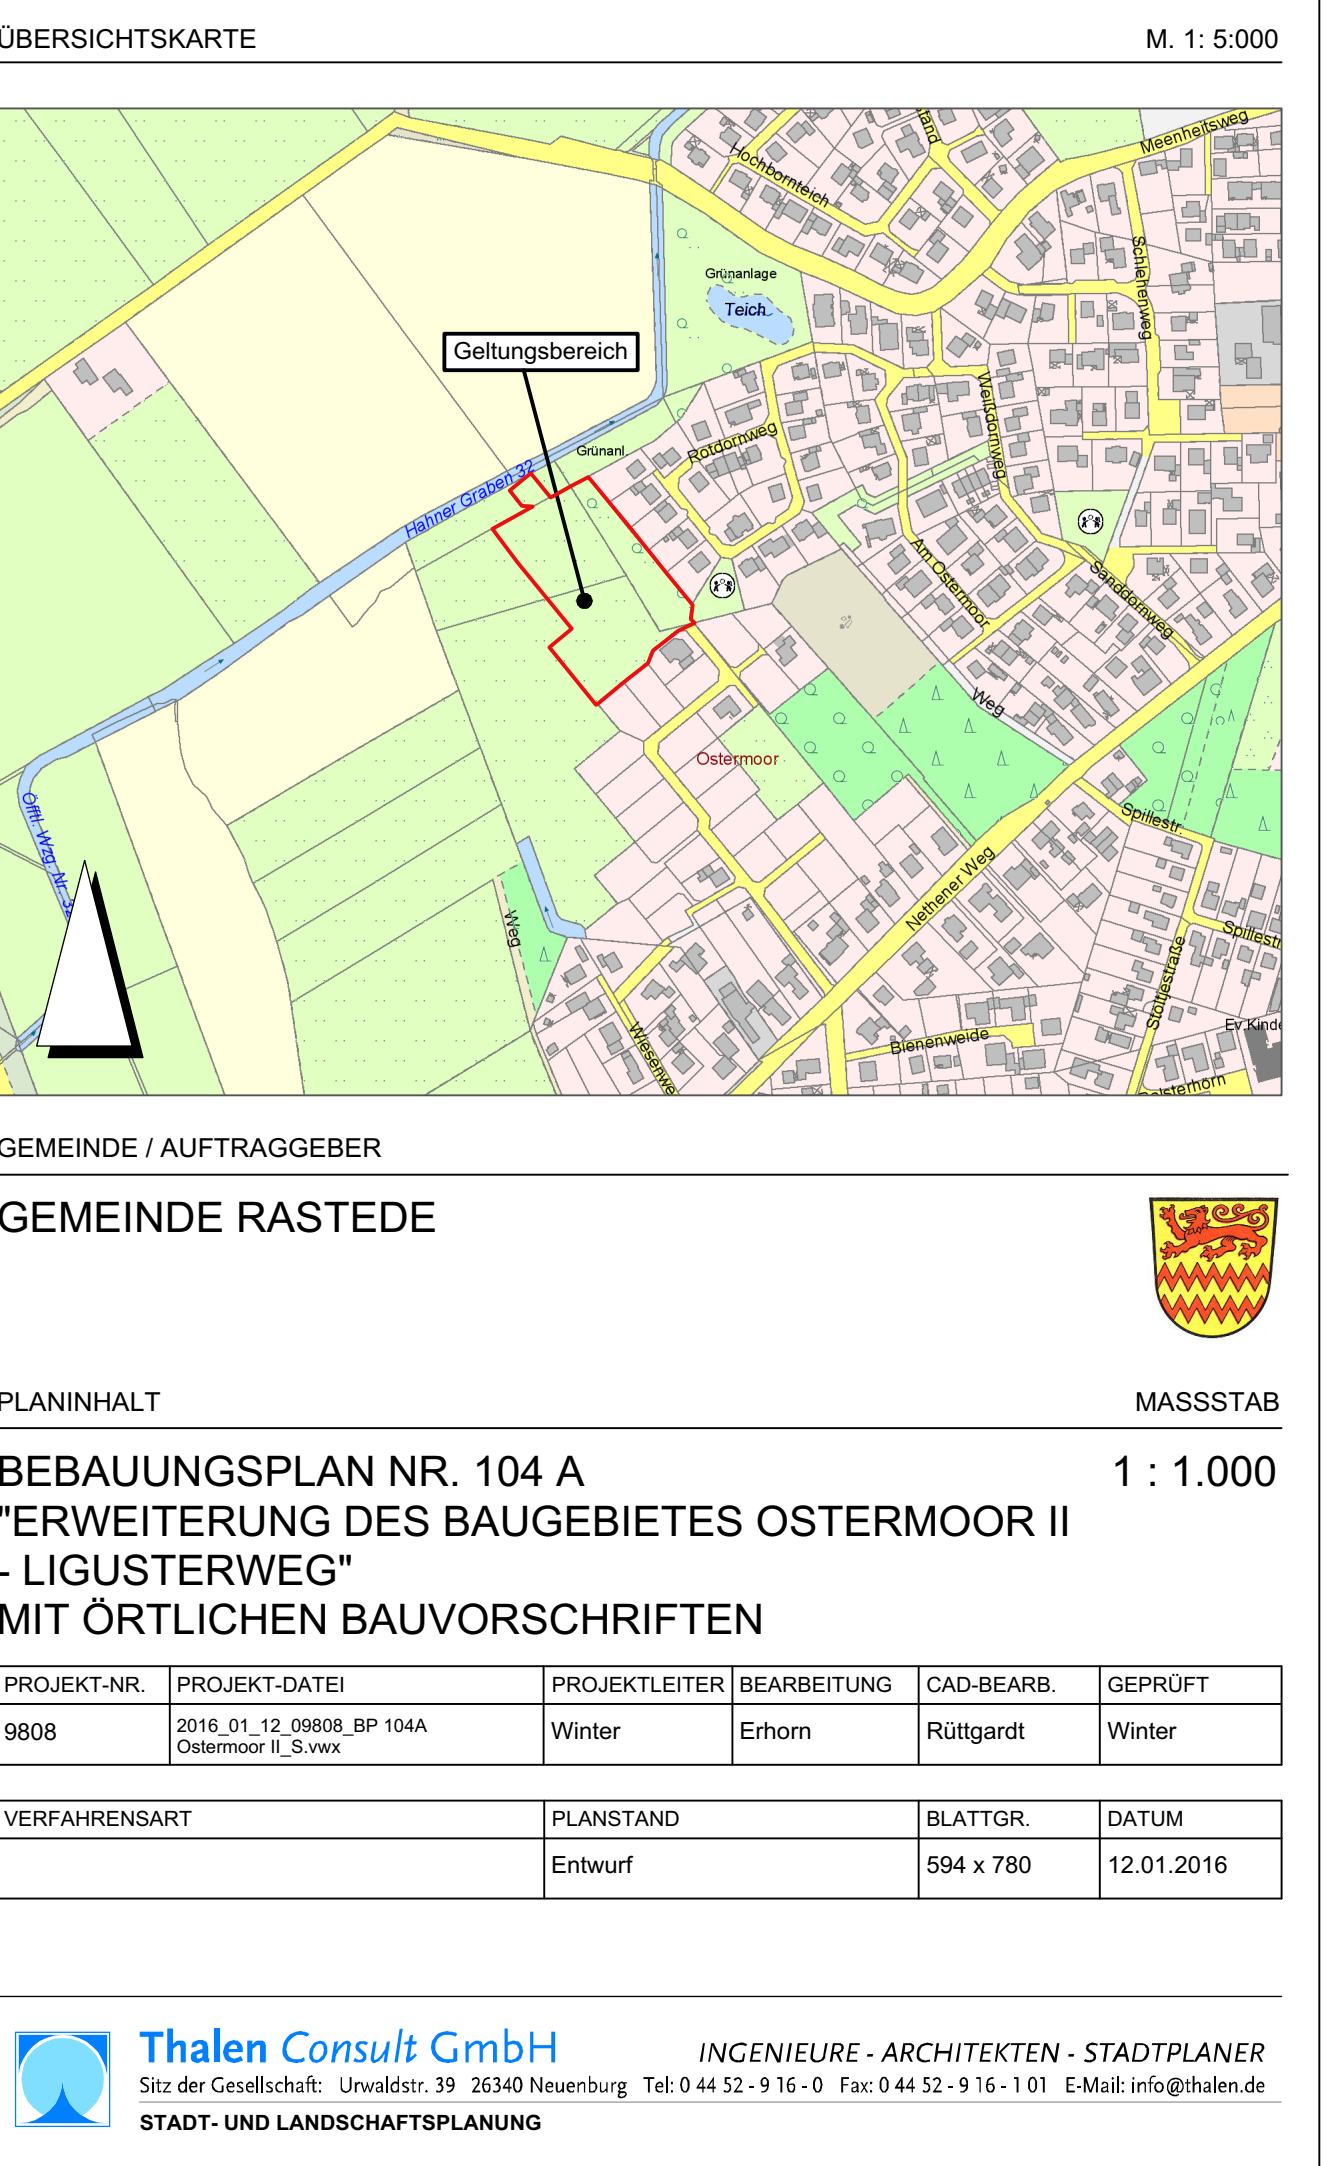 ÜBERSICHTSKARTE M. 1: 5:000
Meenheitsweg
Hochbornteich
Schlehenweg
Grünanlage
Teich
Geltungsbereich
Weißdornweg
Rotdornweg
Grünanl.
Hahner Graben 32
Am Ostermoor
Sanddornweg
Weg
Ostermoor
Öfftl. Wzg. Nr.
Spillestr.
Nethener Weg
Weg
Spillestr
Stoltjestraße
Wiesenwe
Bienenweide
Ev.Kinde
GEMEINDE / AUFTRAGGEBER
GEMEINDE RASTEDE
PLANINHALT MASSSTAB
BEBAUUNGSPLAN NR. 104 A 1 : 1.000
"ERWEITERUNG DES BAUGEBIETES OSTERMOOR II
- LIGUSTERWEG"
MIT ÖRTLICHEN BAUVORSCHRIFTEN
PROJEKT-NR. PROJEKT-DATEI PROJEKTLEITER BEARBEITUNG CAD-BEARB. GEPRÜFT
9808 2016_01_12_09808_BP 104A Winter Erhorn Rüttgardt Winter
Ostermoor II_S.vwx
VERFAHRENSART PLANSTAND BLATTGR. DATUM
Entwurf 594 x 780 12.01.2016
Thalen Consult GmbH INGENIEURE - ARCHITEKTEN - STADTPLANER
Sitz der Gesellschaft: Urwaldstr. 39 26340 Neuenburg Tel: 0 44 52 - 9 16 - 0 Fax: 0 44 52 - 9 16 - 1 01 E-Mail: info@thalen.de
STADT- UND LANDSCHAFTSPLANUNG